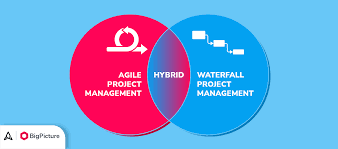 AGILE
PROJECT
MANAGEMENT
HYBRID
WATERFALL
PROJECT
MANAGEMENT
BigPicture